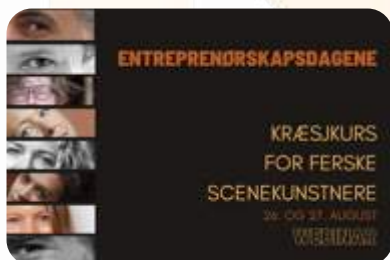 ENTREPRENØRSKAPSDAGENE
KRÆSJKURS
FOR FERSKE
SCENEKUNSTNERE
26. OG 27. AUGUST
WEBINAR